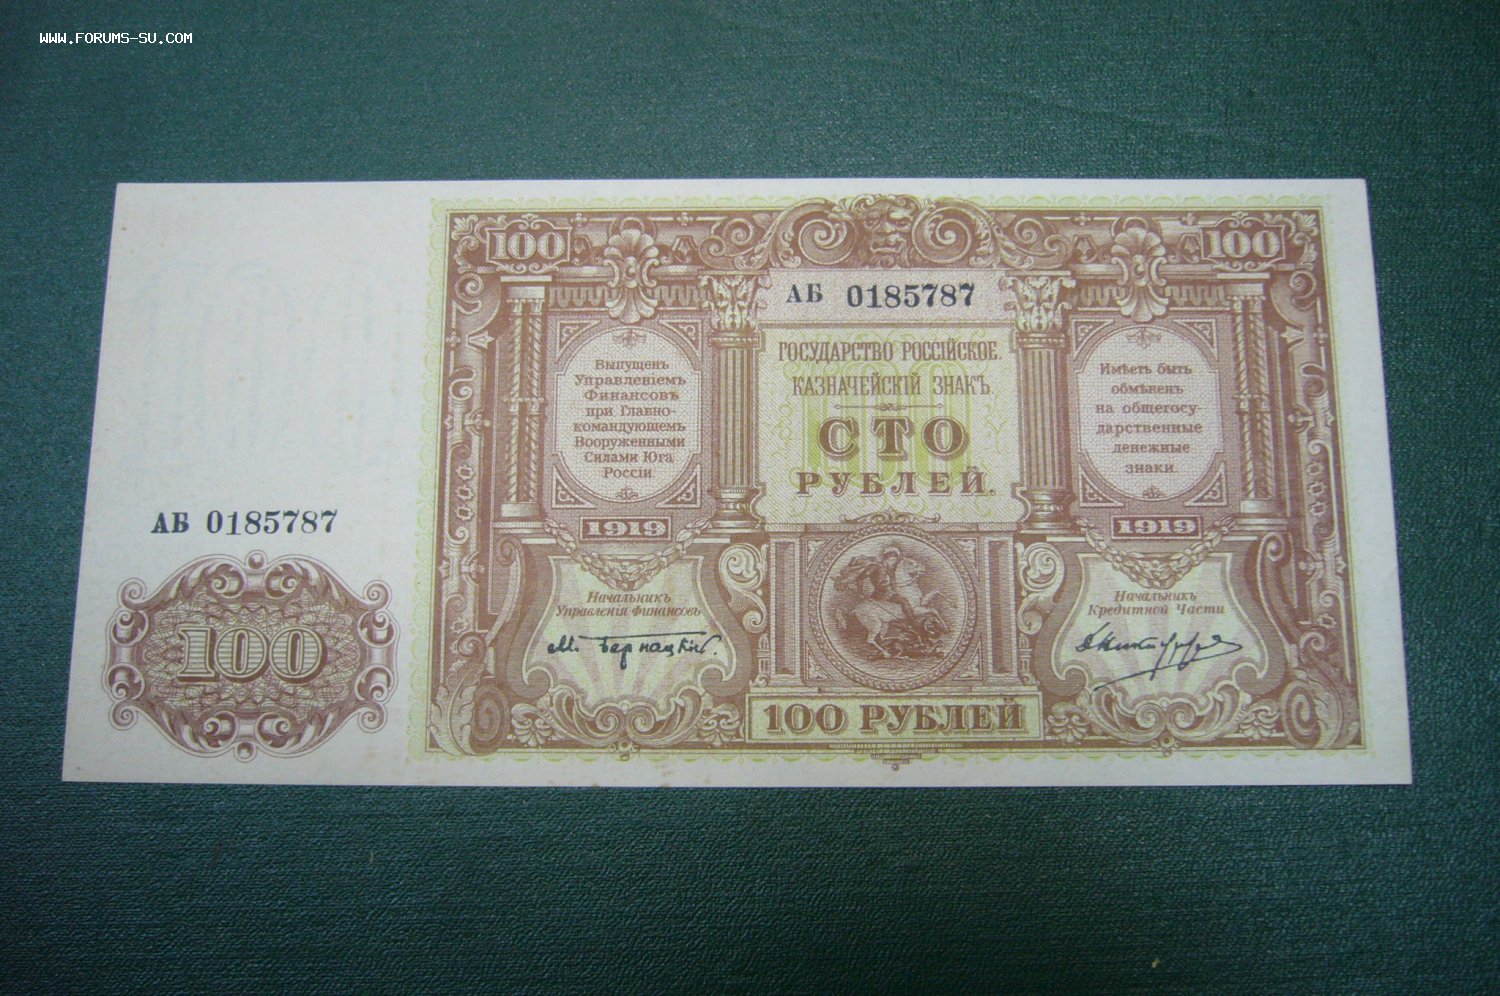 WWW.FORUMS-SU.COM
100
100
АБ 0185787
ГОСУДАРСТВО РОССІЙСКОЕ.
КАЗНАЧЕЙСКІЙ ЗНАКЪ.
СТО
РУБЛЕЙ.
Выпущенъ
Управленіемъ
Финансовъ
при Главно-
командующемъ
Вооруженными
Силами Юга
Россіи
1919
Имѣетъ быть
обмѣненъ
на общегосу-
дарственные
денежные
знаки.
1919
АБ 0185787
100
Начальникъ
Управленія Финансовъ
М. Бернацкій.
Начальникъ
Кредитной Части
100 РУБЛЕЙ